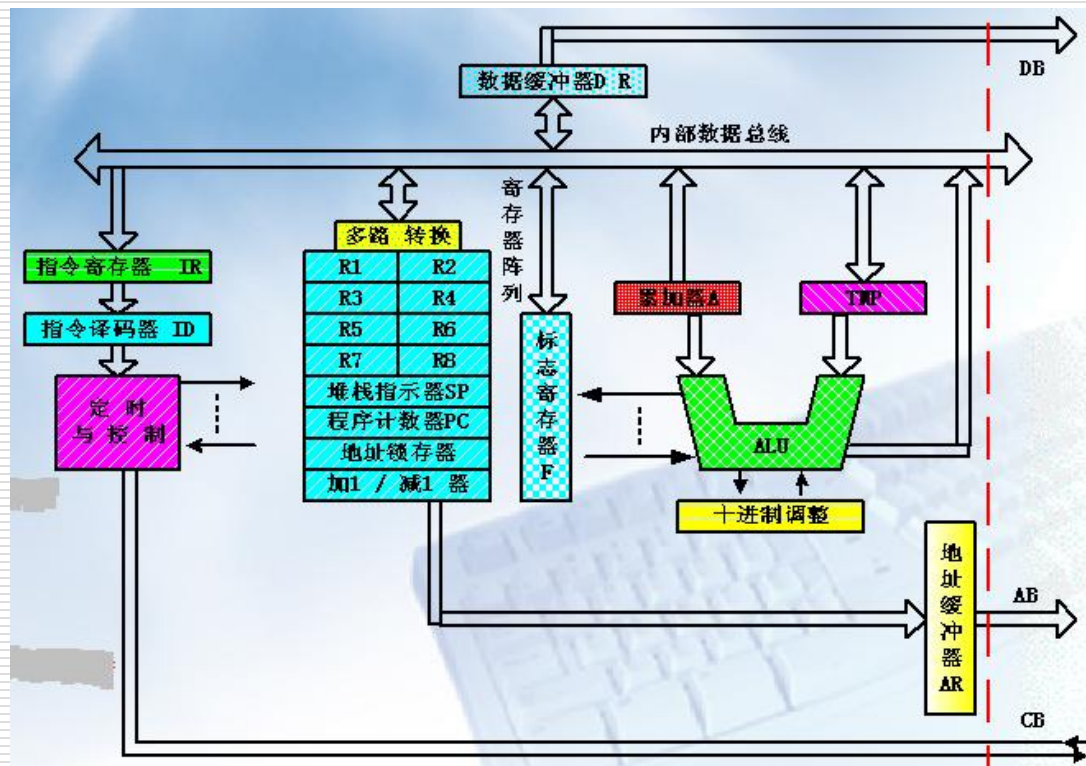 DB
数据缓冲器D R
内部数据总线
寄存器阵列
多路 转换
指令寄存器 IR
R1 R2
R3 R4
累加器A
TMP
指令译码器 ID
R5 R6
R7 R8
标志寄存器F
定 时
与 控 制
堆栈指示器SP
程序计数器PC
地址锁存器
加1 / 减1 器
ALU
十进制调整
地址缓冲器AR
AB
CB